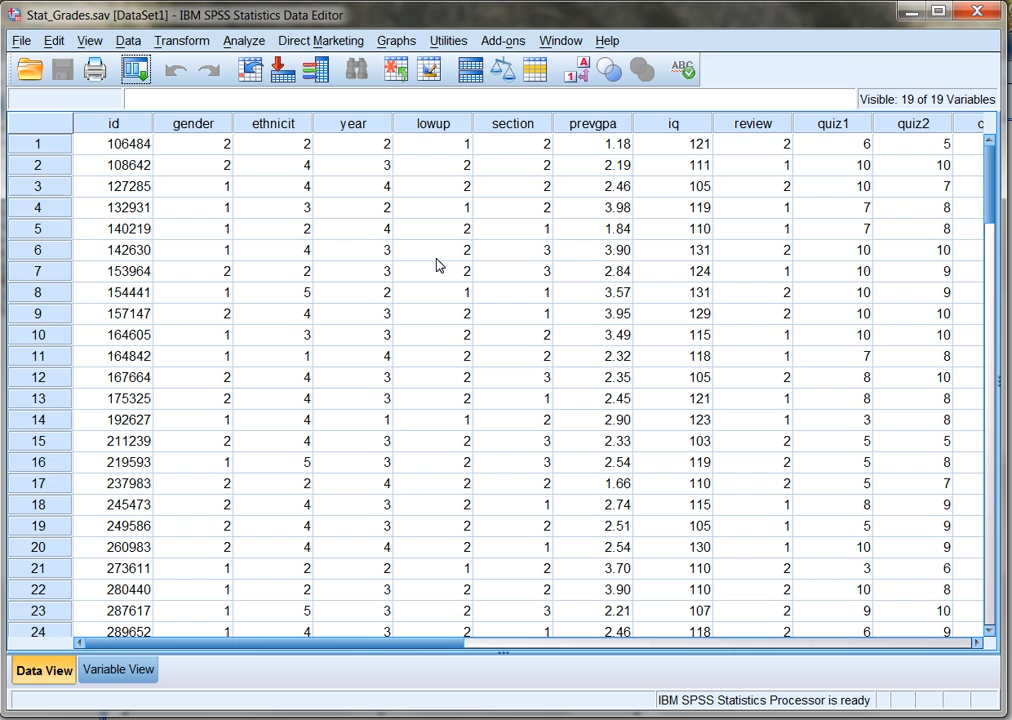 Stat_Grades.sav [DataSet1] - IBM SPSS Statistics Data Editor
File Edit View Data Transform Analyze Direct Marketing Graphs Utilities Add-ons Window Help
1 A ABC
Visible: 19 of 19 Variables
id gender ethnicit year lowup section prevgpa iq review quiz1 quiz2
1 106484 2 2 2 1 2 1.18 121 2 6 5
2 108642 2 4 3 2 2 2.19 111 1 10 10
3 127285 1 4 4 2 2 2.46 105 2 10 7
4 132931 1 3 2 1 2 3.98 119 1 7 8
5 140219 1 2 4 2 1 1.84 110 1 7 8
6 142630 1 4 3 2 3 3.90 131 2 10 10
7 153964 2 2 3 2 3 2.84 124 1 10 9
8 154441 1 5 2 1 1 3.57 131 2 10 9
9 157147 2 4 3 2 1 3.95 129 2 10 10
10 164605 1 3 3 2 2 3.49 115 1 10 10
11 164842 1 1 4 2 2 2.32 118 1 7 8
12 167664 2 4 3 2 3 2.35 105 2 8 10
13 175325 2 4 3 2 1 2.45 121 1 8 8
14 192627 1 4 1 1 2 2.90 123 1 3 8
15 211239 2 4 3 2 3 2.33 103 2 5 5
16 219593 1 5 3 2 3 2.54 119 2 5 8
17 237983 2 2 4 2 2 1.66 110 2 5 7
18 245473 2 4 3 2 1 2.74 115 1 8 9
19 249586 2 4 3 2 2 2.51 105 1 5 9
20 260983 2 4 4 2 1 2.54 130 1 10 9
21 273611 1 2 2 1 2 3.70 110 2 3 6
22 280440 1 2 3 2 2 3.90 110 2 10 8
23 287617 1 5 3 2 3 2.21 107 2 9 10
24 289652 1 4 3 2 1 2.46 118 2 6 9
Data View Variable View
IBM SPSS Statistics Processor is ready